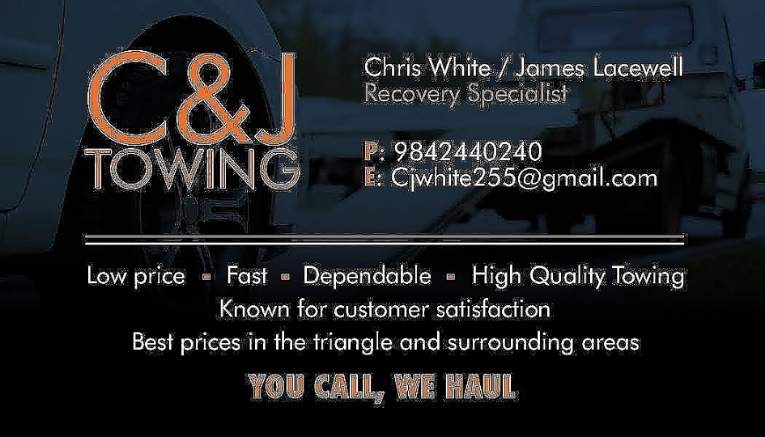 C&J
TOWING
Chris White / James Lacewell
Recovery Specialist
P: 9842440240
E: Cjwhite255@gmail.com
Low price - Fast - Dependable - High Quality Towing
Known for customer satisfaction
Best prices in the triangle and surrounding areas
YOU CALL, WE HAUL